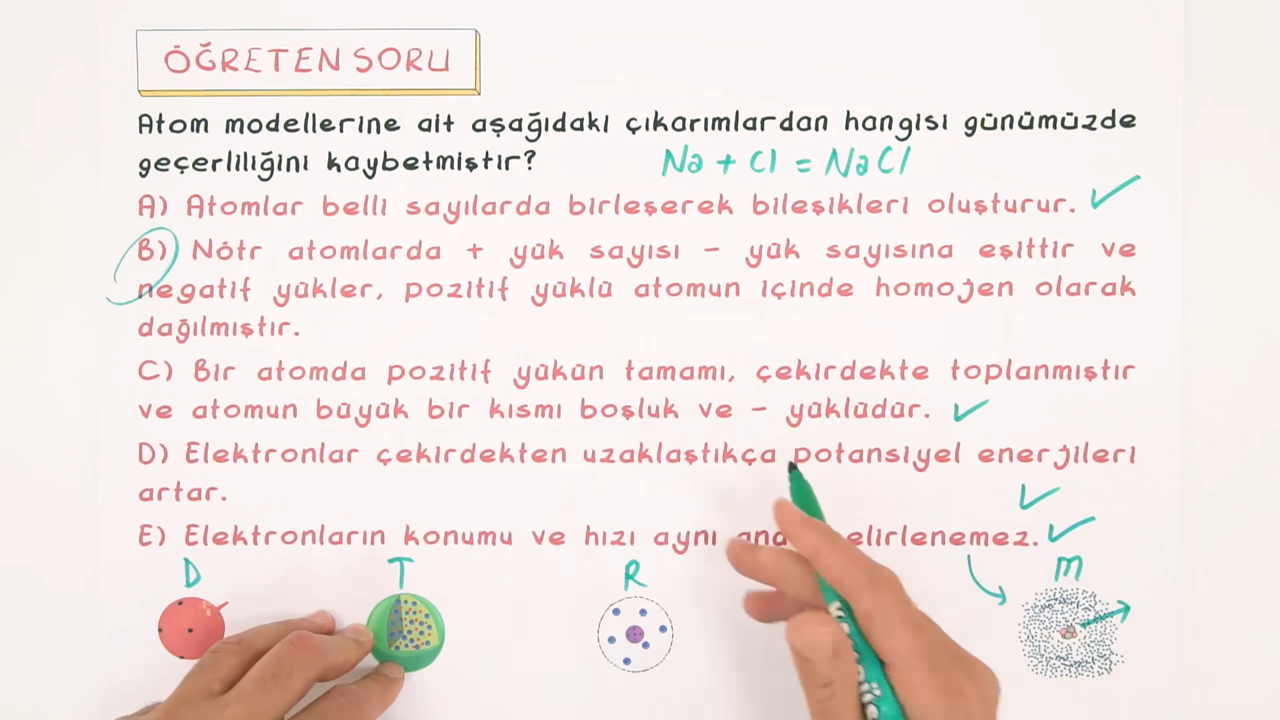 ÖĞRETEN SORU
Atom modellerine ait aşağıdaki çıkarımlardan hangisi günümüzde
geçerliliğini kaybetmiştir?
Na + Cl = NaCl
A) Atomlar belli sayılarda birleşerek bileşikleri oluşturur.
B) Nötr atomlarda + yük sayısı – yük sayısına eşittir ve
negatif yükler, pozitif yüklü atomun içinde homojen olarak
dağılmıştır.
C) Bir atomda pozitif yükün tamamı, çekirdekte toplanmıştır
ve atomun büyük bir kısmı boşluk ve – yüklüdür.
D) Elektronlar çekirdekten uzaklaştıkça potansiyel enerjileri
artar.
E) Elektronların konumu ve hızı aynı belirlenemez.
D T R M